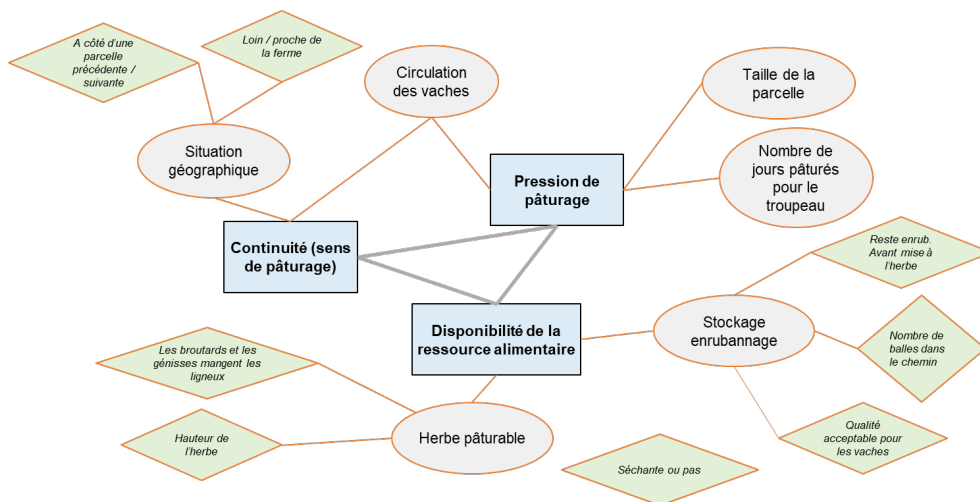 A côté d'une
parcelle
précédente /
suivante
Loin / proche de
la ferme
Circulation
des vaches
Taille de la
parcelle
Situation
géographique
Nombre de
jours pâturés
pour le
troupeau
Pression de
pâturage
Continuité (sens
de pâturage)
Reste enrub.
Avant mise à
l'herbe
Disponibilité de la
ressource alimentaire
Stockage
enrubannage
Nombre de
balles dans
le chemin
Les broutards et les
génisses mangent les
ligneux
Hauteur de
l'herbe
Herbe pâturable
Qualité
acceptable pour
les vaches
Séchante ou pas